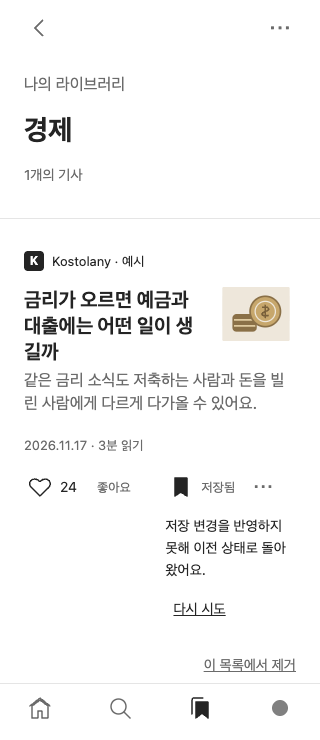 나의 라이브러리
경제
1개의 기사
K Kostolany · 예시
금리가 오르면 예금과
대출에는 어떤 일이 생
길까
같은 금리 소식도 저축하는 사람과 돈을 빌
린 사람에게 다르게 다가올 수 있어요.
2026.11.17 · 3분 읽기
24 좋아요 저장됨
저장 변경을 반영하지
못해 이전 상태로 돌아
왔어요.
다시 시도
이 목록에서 제거